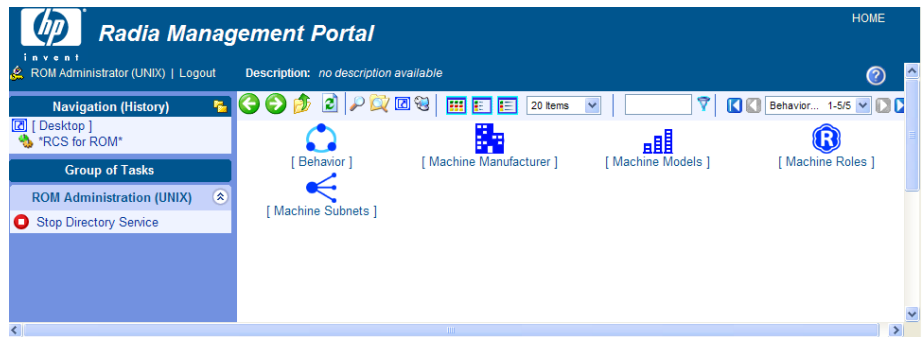 hp
invent
Radia Management Portal
HOME
ROM Administrator (UNIX) | Logout
Description: no description available
Navigation (History)
[ Desktop ]
*RCS for ROM*
Group of Tasks
ROM Administration (UNIX)
Stop Directory Service
20 Items
Behavior... 1-5/5
[ Behavior ]
[ Machine Manufacturer ]
[ Machine Models ]
R
[ Machine Roles ]
[ Machine Subnets ]